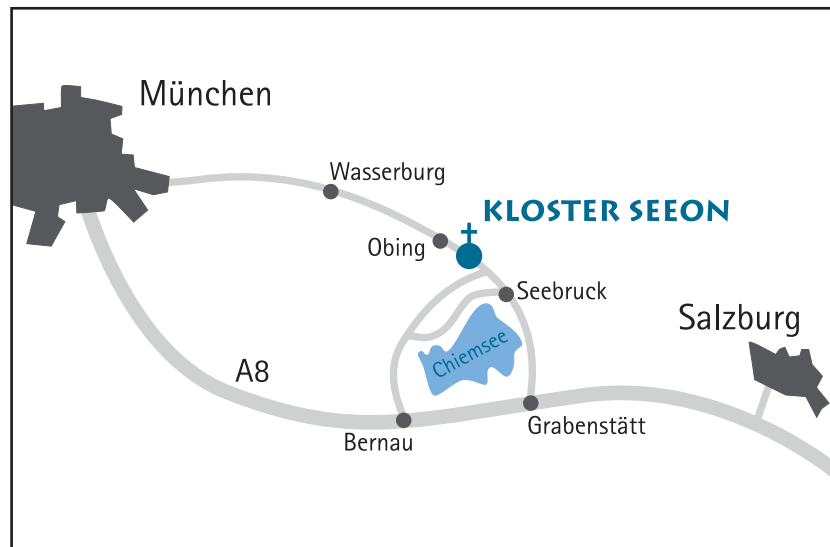 München
Wasserburg
KLOSTER SEEON
Obing
Seebruck
Salzburg
Chiemsee
A8
Grabenstätt
Bernau